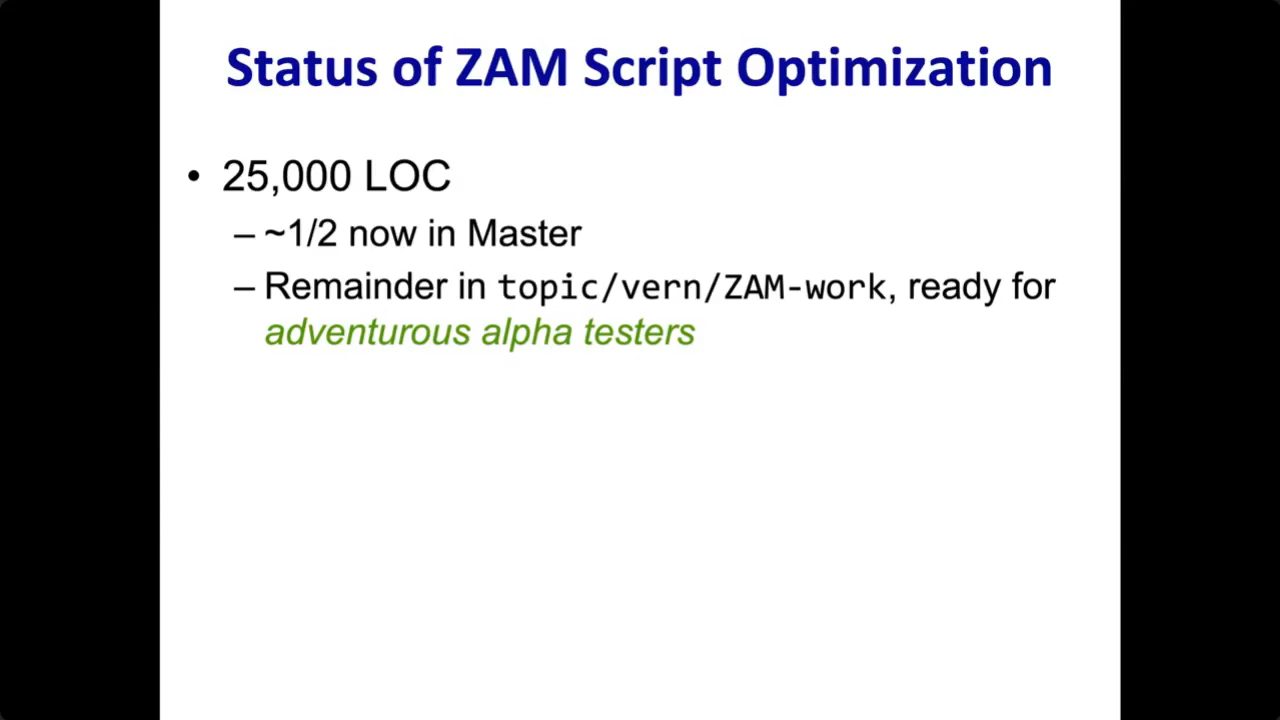 Status of ZAM Script Optimization
• 25,000 LOC
– ~1/2 now in Master
– Remainder in topic/vern/ZAM-work, ready for
adventurous alpha testers